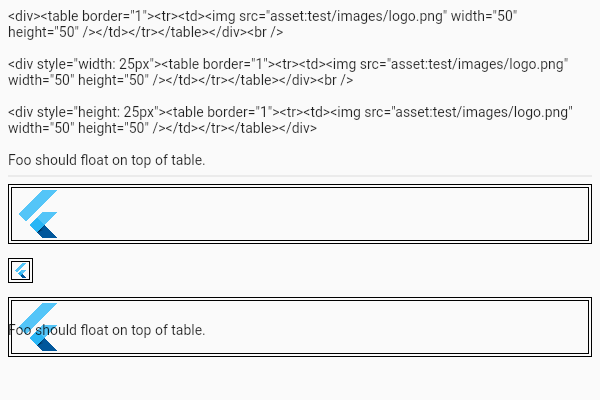 <div><table border="1"><tr><td><img src="asset:test/images/logo.png" width="50"
height="50" /></td></tr></table></div><br />
<div style="width: 25px"><table border="1"><tr><td><img src="asset:test/images/logo.png"
width="50" height="50" /></td></tr></table></div><br />
<div style="height: 25px"><table border="1"><tr><td><img src="asset:test/images/logo.png"
width="50" height="50" /></td></tr></table></div>
Foo should float on top of table.
Foo should float on top of table.